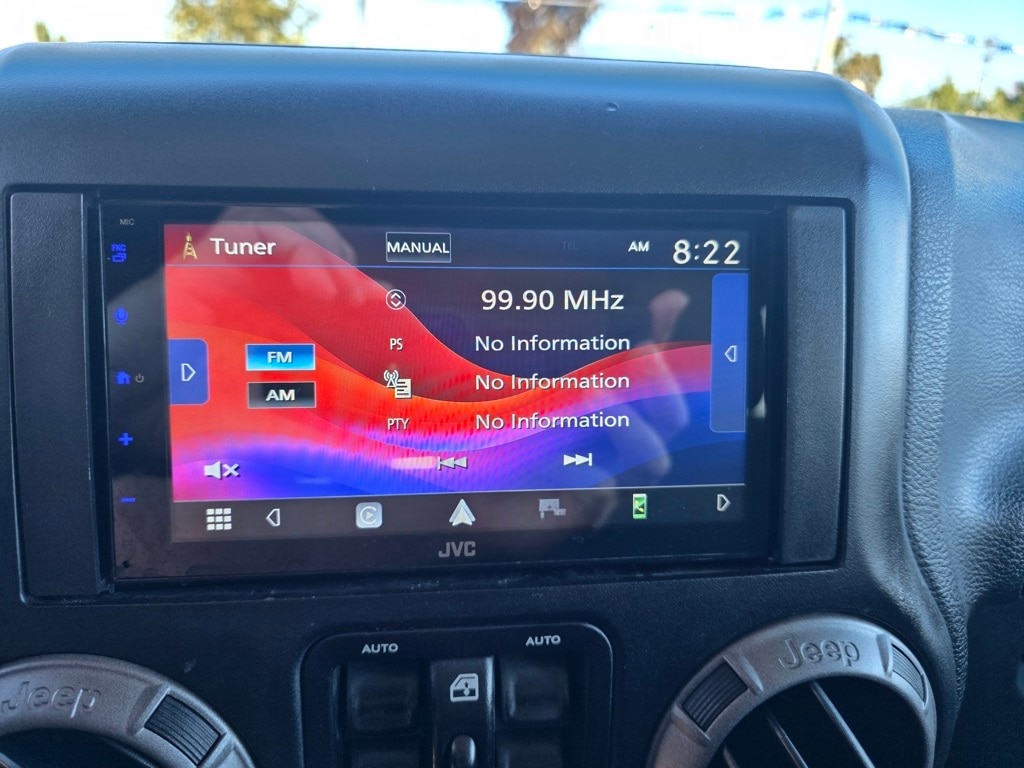 MIC
Tuner MANUAL TEL AM 8:22
99.90 MHz
PS No Information
FM
No Information
AM
PTY No Information
JVC
AUTO AUTO
Jeep Jeep